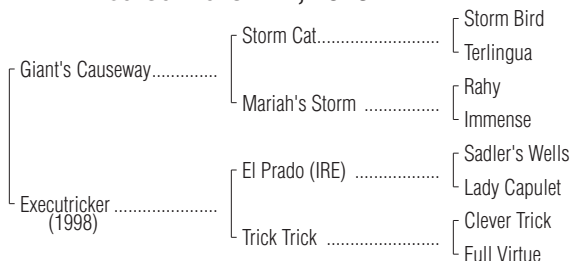 Storm Bird
Storm Cat..............................
Terlingua
Giant's Causeway................
Rahy
Mariah's Storm ..................
Immense
Sadler's Wells
El Prado (IRE) ....................
Lady Capulet
Executricker .........................
(1998)
Clever Trick
Trick Trick ...........................
Full Virtue